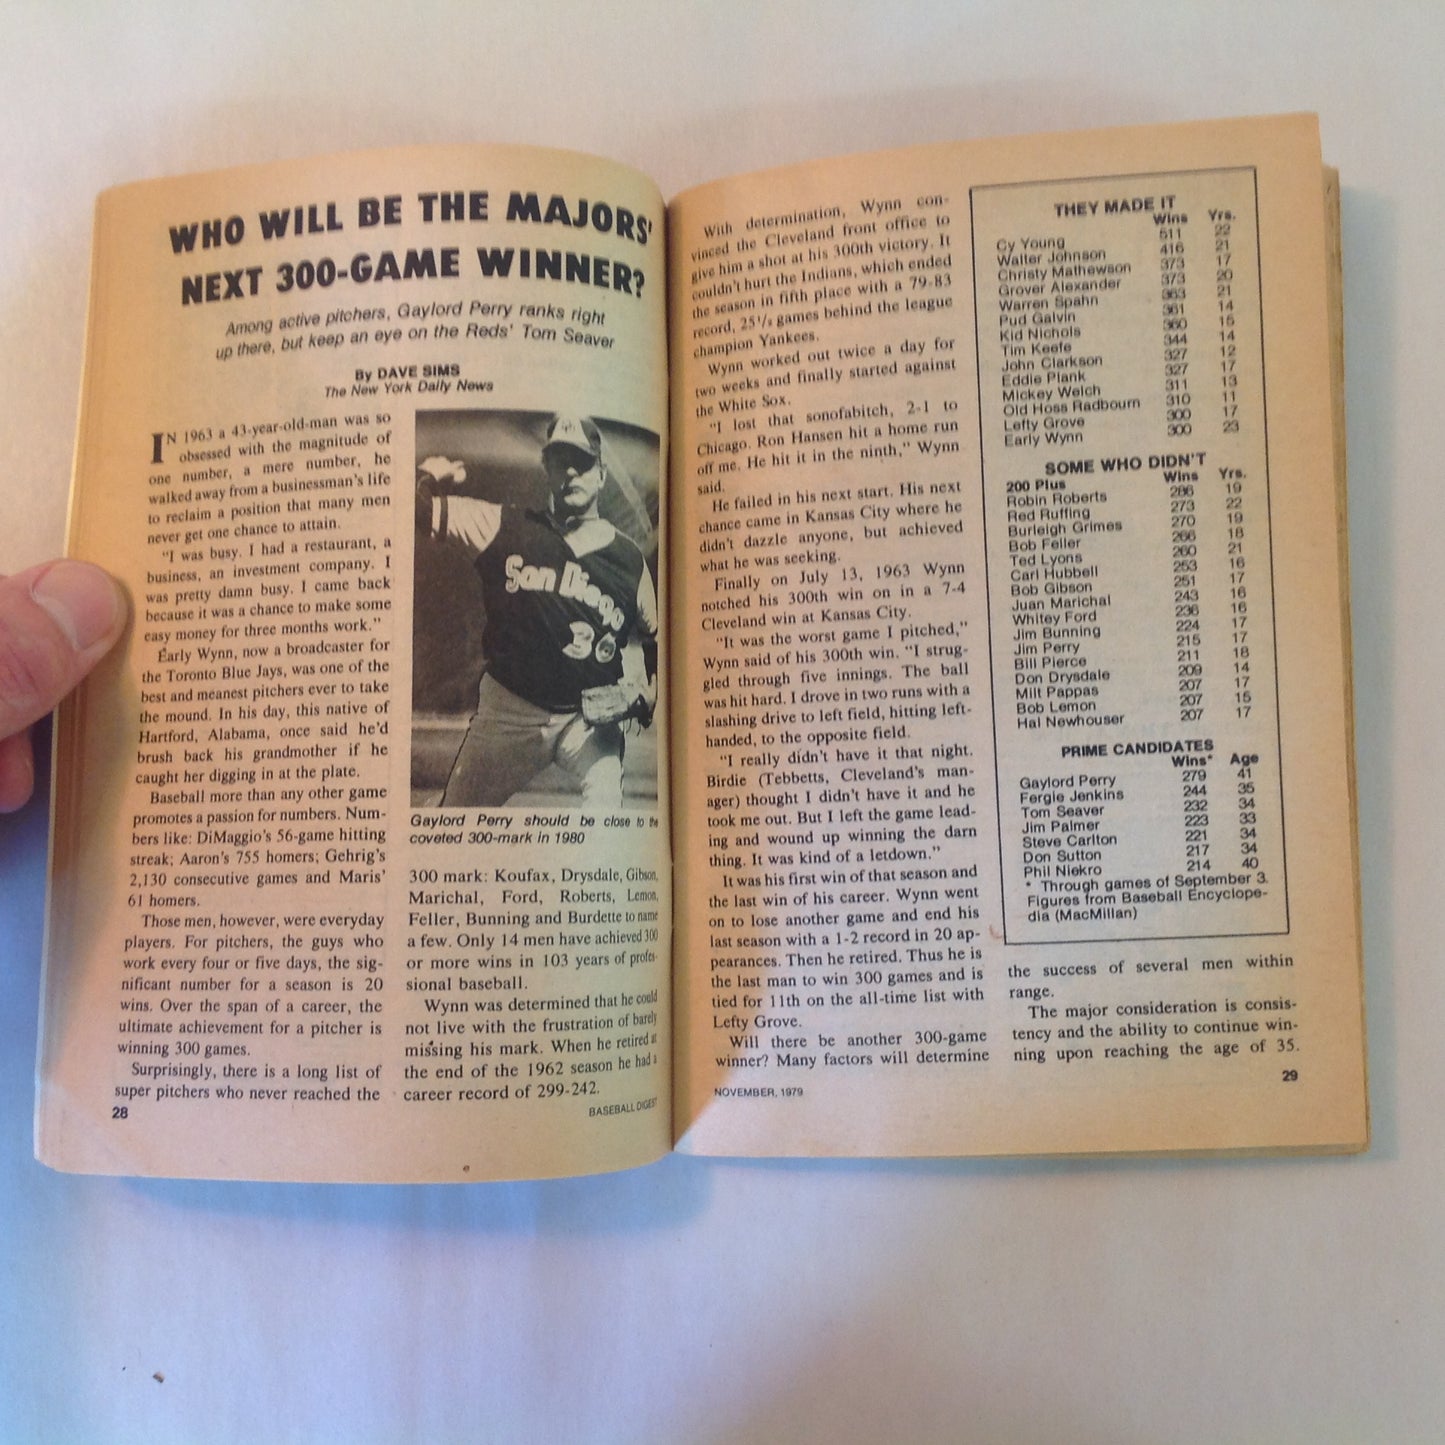 WHO WILL BE THE MAJORS'
NEXT 300-GAME WINNER?
Among active pitchers, Gaylord Perry ranks right
up there, but keep an eye on the Reds' Tom Seaver
By DAVE SIMS
The New York Daily News
IN 1963 a 43-year-old-man was so
obsessed with the magnitude of
one number, a mere number, he
walked away from a businessman's life
to reclaim a position that many men
never get one chance to attain.
"I was busy. I had a restaurant, a
business, an investment company. I
was pretty damn busy. I came back
because it was a chance to make some
easy money for three months work."
Early Wynn, now a broadcaster for
the Toronto Blue Jays, was one of the
best and meanest pitchers ever to take
the mound. In his day, this native of
Hartford, Alabama, once said he'd
brush back his grandmother if he
caught her digging in at the plate.
Baseball more than any other game
promotes a passion for numbers. Num-
bers like: DiMaggio's 56-game hitting
streak; Aaron's 755 homers; Gehrig's
2,130 consecutive games and Maris'
61 homers.
Those men, however, were everyday
players. For pitchers, the guys who
work every four or five days, the sig-
nificant number for a season is 20
wins. Over the span of a career, the
ultimate achievement for a pitcher is
winning 300 games.
Surprisingly, there is a long list of
super pitchers who never reached the
28
San Diego
36
Gaylord Perry should be close to the
coveted 300-mark in 1980
300 mark: Koufax, Drysdale, Gibson,
Marichal, Ford, Roberts, Lemon,
Feller, Bunning and Burdette to name
a few. Only 14 men have achieved 300
or more wins in 103 years of profes-
sional baseball.
Wynn was determined that he could
not live with the frustration of barely
missing his mark. When he retired at
the end of the 1962 season he had a
career record of 299-242.
BASEBALL DIGEST
With determination, Wynn con-
vinced the Cleveland front office to
give him a shot at his 300th victory. It
couldn't hurt the Indians, which ended
the season in fifth place with a 79-83
record, 25½ games behind the league
champion Yankees.
Wynn worked out twice a day for
two weeks and finally started against
the White Sox.
"I lost that sonofabitch, 2-1 to
Chicago. Ron Hansen hit a home run
off me. He hit it in the ninth," Wynn
said.
He failed in his next start. His next
chance came in Kansas City where he
didn't dazzle anyone, but achieved
what he was seeking.
Finally on July 13, 1963 Wynn
notched his 300th win on in a 7-4
Cleveland win at Kansas City.
"It was the worst game I pitched,"
Wynn said of his 300th win. "I strug-
gled through five innings. The ball
was hit hard. I drove in two runs with a
slashing drive to left field, hitting left-
handed, to the opposite field.
"I really didn't have it that night.
Birdie (Tebbetts, Cleveland's man-
ager) thought I didn't have it and he
took me out. But I left the game lead-
ing and wound up winning the darn
thing. It was kind of a letdown."
It was his first win of that season and
the last win of his career. Wynn went
on to lose another game and end his
last season with a 1-2 record in 20 ap-
pearances. Then he retired. Thus he is
the last man to win 300 games and is
tied for 11th on the all-time list with
Lefty Grove.
Will there be another 300-game
winner? Many factors will determine
NOVEMBER, 1979
THEY MADE IT
Wins Yrs.
Cy Young 511 22
Walter Johnson 416 21
Christy Mathewson 373 17
Grover Alexander 373 20
Warren Spahn 363 21
Pud Galvin 361 14
Kid Nichols 360 15
Tim Keefe 344 14
John Clarkson 327 12
Eddie Plank 327 17
Mickey Welch 311 13
Old Hoss Radbourn 310 11
Lefty Grove 300 17
Early Wynn 300 23
SOME WHO DIDN'T
200 Plus Wins Yrs.
Robin Roberts 286 19
Red Ruffing 273 22
Burleigh Grimes 270 19
Bob Feller 266 18
Ted Lyons 260 21
Carl Hubbell 253 16
Bob Gibson 251 17
Juan Marichal 243 16
Whitey Ford 236 16
Jim Bunning 224 17
Jim Perry 215 17
Bill Pierce 211 18
Don Drysdale 209 14
Milt Pappas 207 17
Bob Lemon 207 15
Hal Newhouser 207 17
PRIME CANDIDATES
Wins* Age
Gaylord Perry 279 41
Fergie Jenkins 244 35
Tom Seaver 232 34
Jim Palmer 223 33
Steve Carlton 221 34
Don Sutton 217 34
Phil Niekro 214 40
* Through games of September 3.
Figures from Baseball Encyclope-
dia (MacMillan)
the success of several men within
range.
The major consideration is consis-
tency and the ability to continue win-
ning upon reaching the age of 35.
29